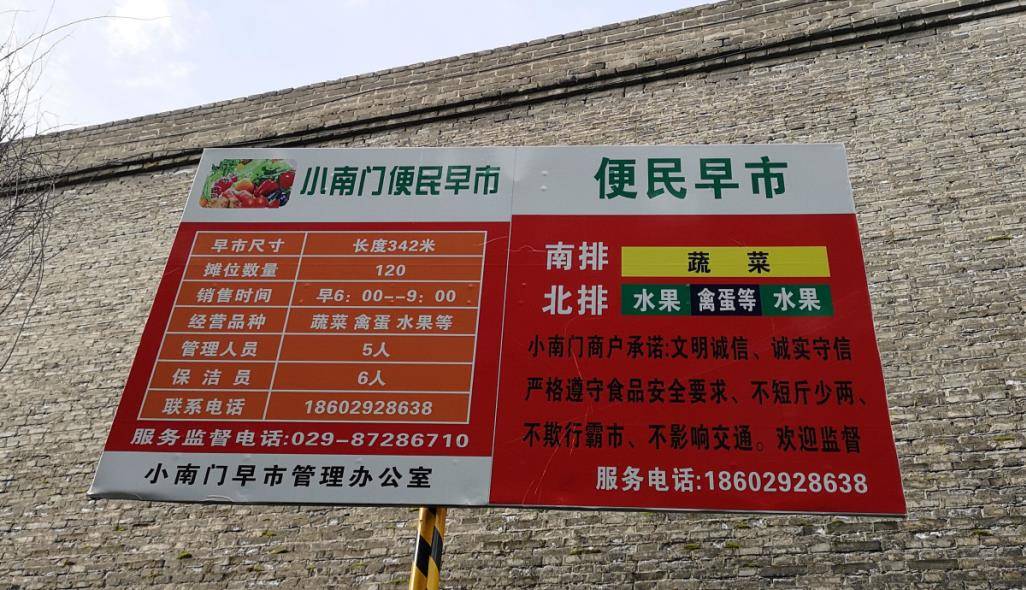 小南门便民早市
早市尺寸 长度342米
摊位数量 120
销售时间 早6：00--9：00
经营品种 蔬菜 禽蛋 水果等
管理人员 5人
保洁员 6人
联系电话 18602928638
服务监督电话:029-87286710
小南门早市管理办公室
便民早市
南排 蔬菜
北排 水果 禽蛋等 水果
小南门商户承诺:文明诚信、诚实守信
严格遵守食品安全要求、不短斤少两、
不欺行霸市、不影响交通。欢迎监督
服务电话:18602928638